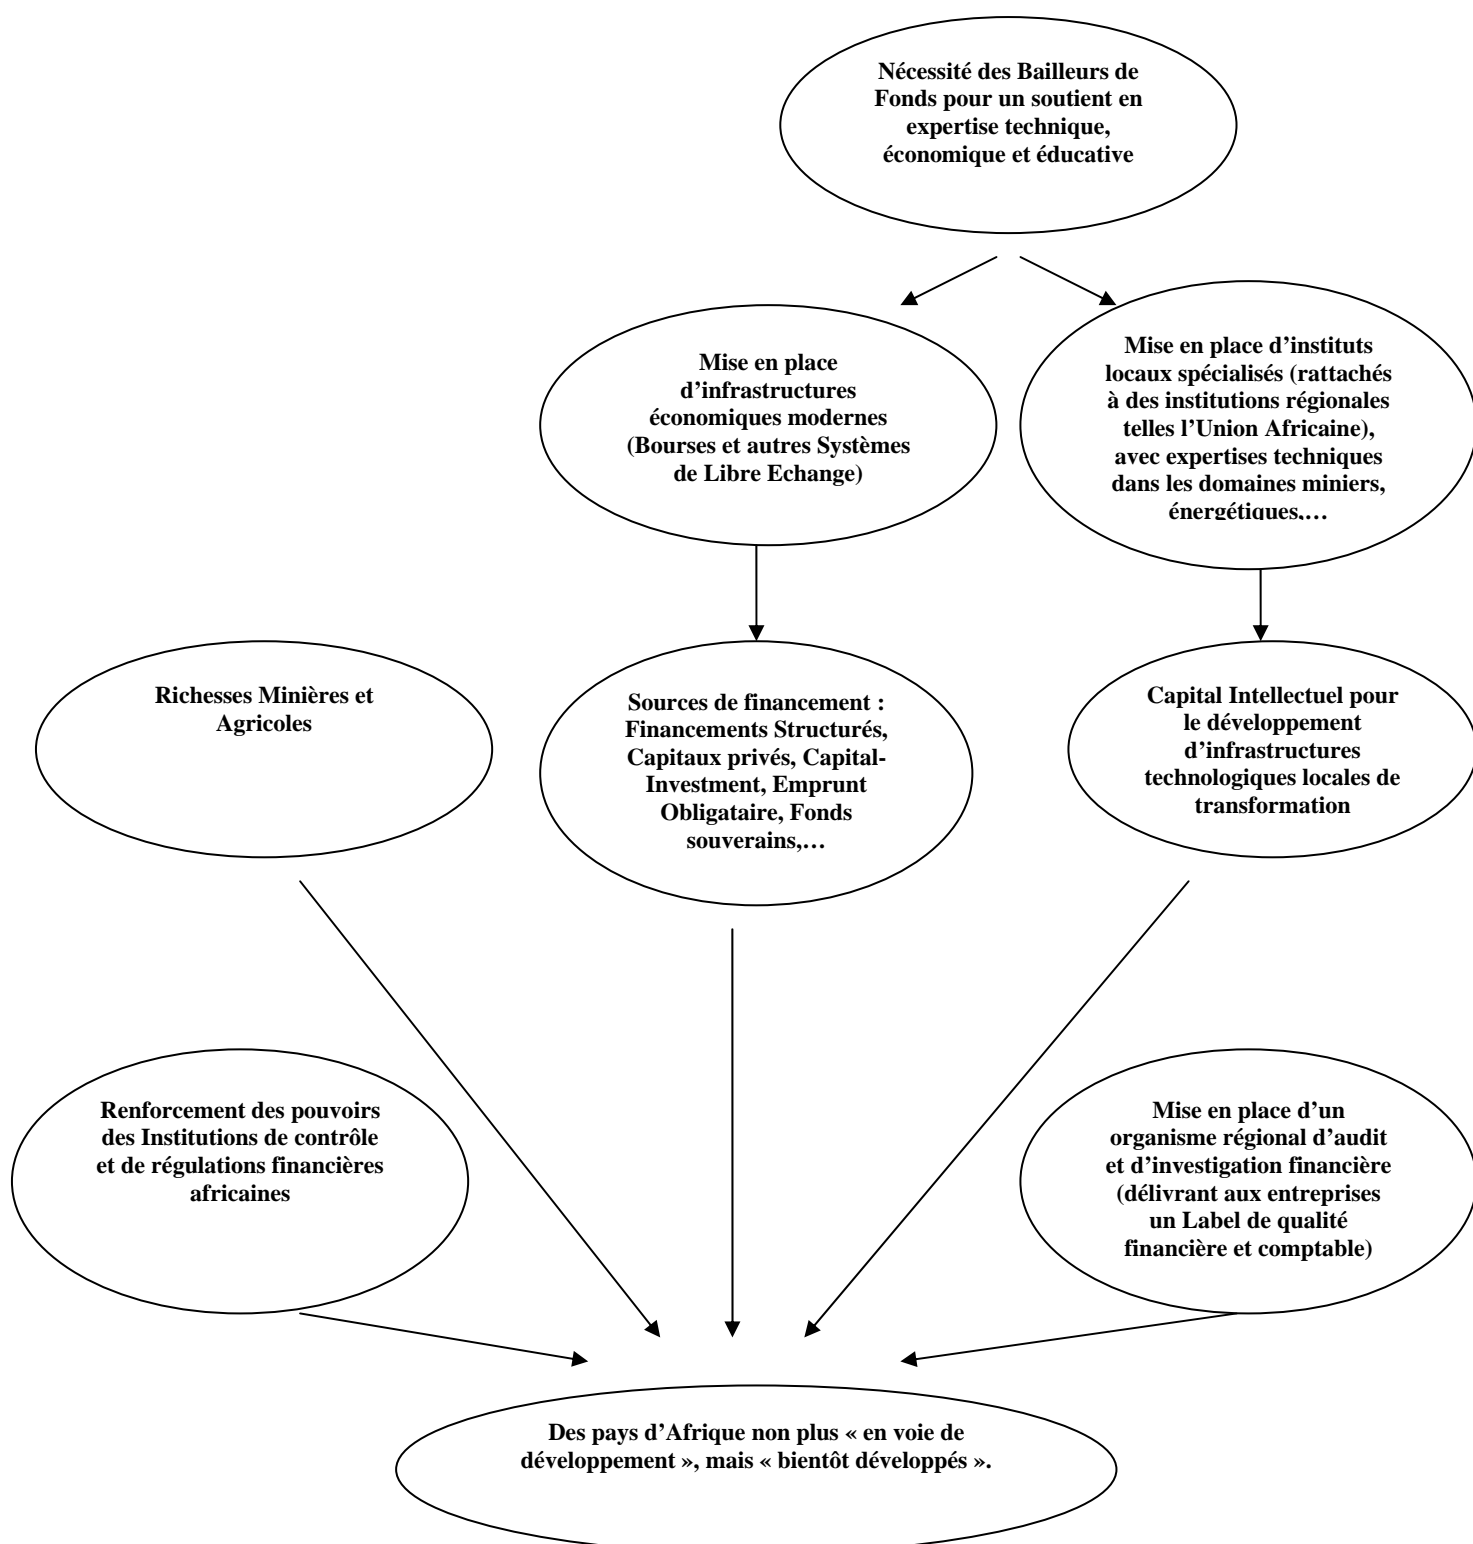 Nécessité des Bailleurs de
Fonds pour un soutient en
expertise technique,
économique et éducative
Mise en place
d’infrastructures
économiques modernes
(Bourses et autres Systèmes
de Libre Echange)
Mise en place d’instituts
locaux spécialisés (rattachés
à des institutions régionales
telles l’Union Africaine),
avec expertises techniques
dans les domaines miniers,
énergétiques,…
Richesses Minières et
Agricoles
Sources de financement :
Financements Structurés,
Capitaux privés, Capital-
Investment, Emprunt
Obligataire, Fonds
souverains,…
Capital Intellectuel pour
le développement
d’infrastructures
technologiques locales de
transformation
Renforcement des pouvoirs
des Institutions de contrôle
et de régulations financières
africaines
Mise en place d’un
organisme régional d’audit
et d’investigation financière
(délivrant aux entreprises
un Label de qualité
financière et comptable)
Des pays d’Afrique non plus « en voie de
développement », mais « bientôt développés ».